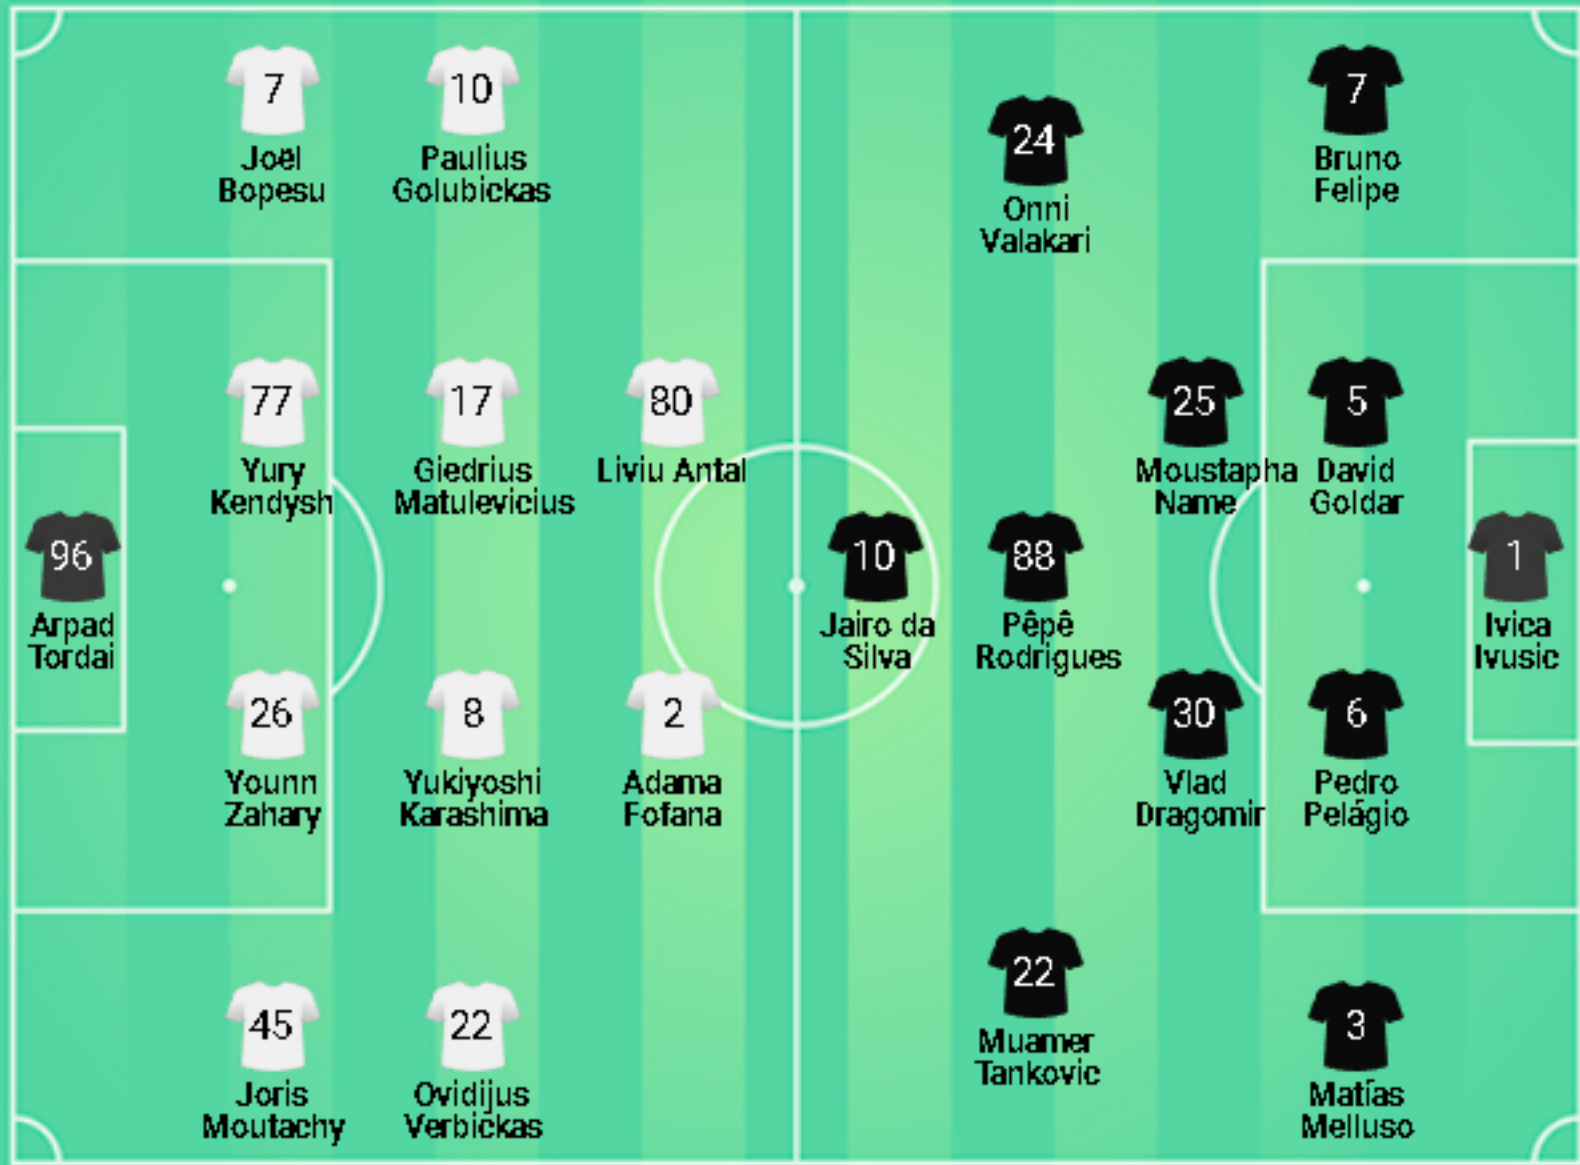 7
Joël
Bopesu
10
Paulius
Golubickas
24
Onni
Valakari
7
Bruno
Felipe
77
Yury
Kendysh
17
Giedrius
Matulevicius
80
Liviu Antal
25
Moustapha
Name
5
David
Goldar
96
Arpad
Tordai
10
Jairo da
Silva
88
Pêpê
Rodrigues
1
Ivica
Ivusic
26
Younn
Zahary
8
Yukiyoshi
Karashima
2
Adama
Fofana
30
Vlad
Dragomir
6
Pedro
Pelágio
22
Muamer
Tankovic
45
Joris
Moutachy
22
Ovidijus
Verbickas
3
Matías
Melluso